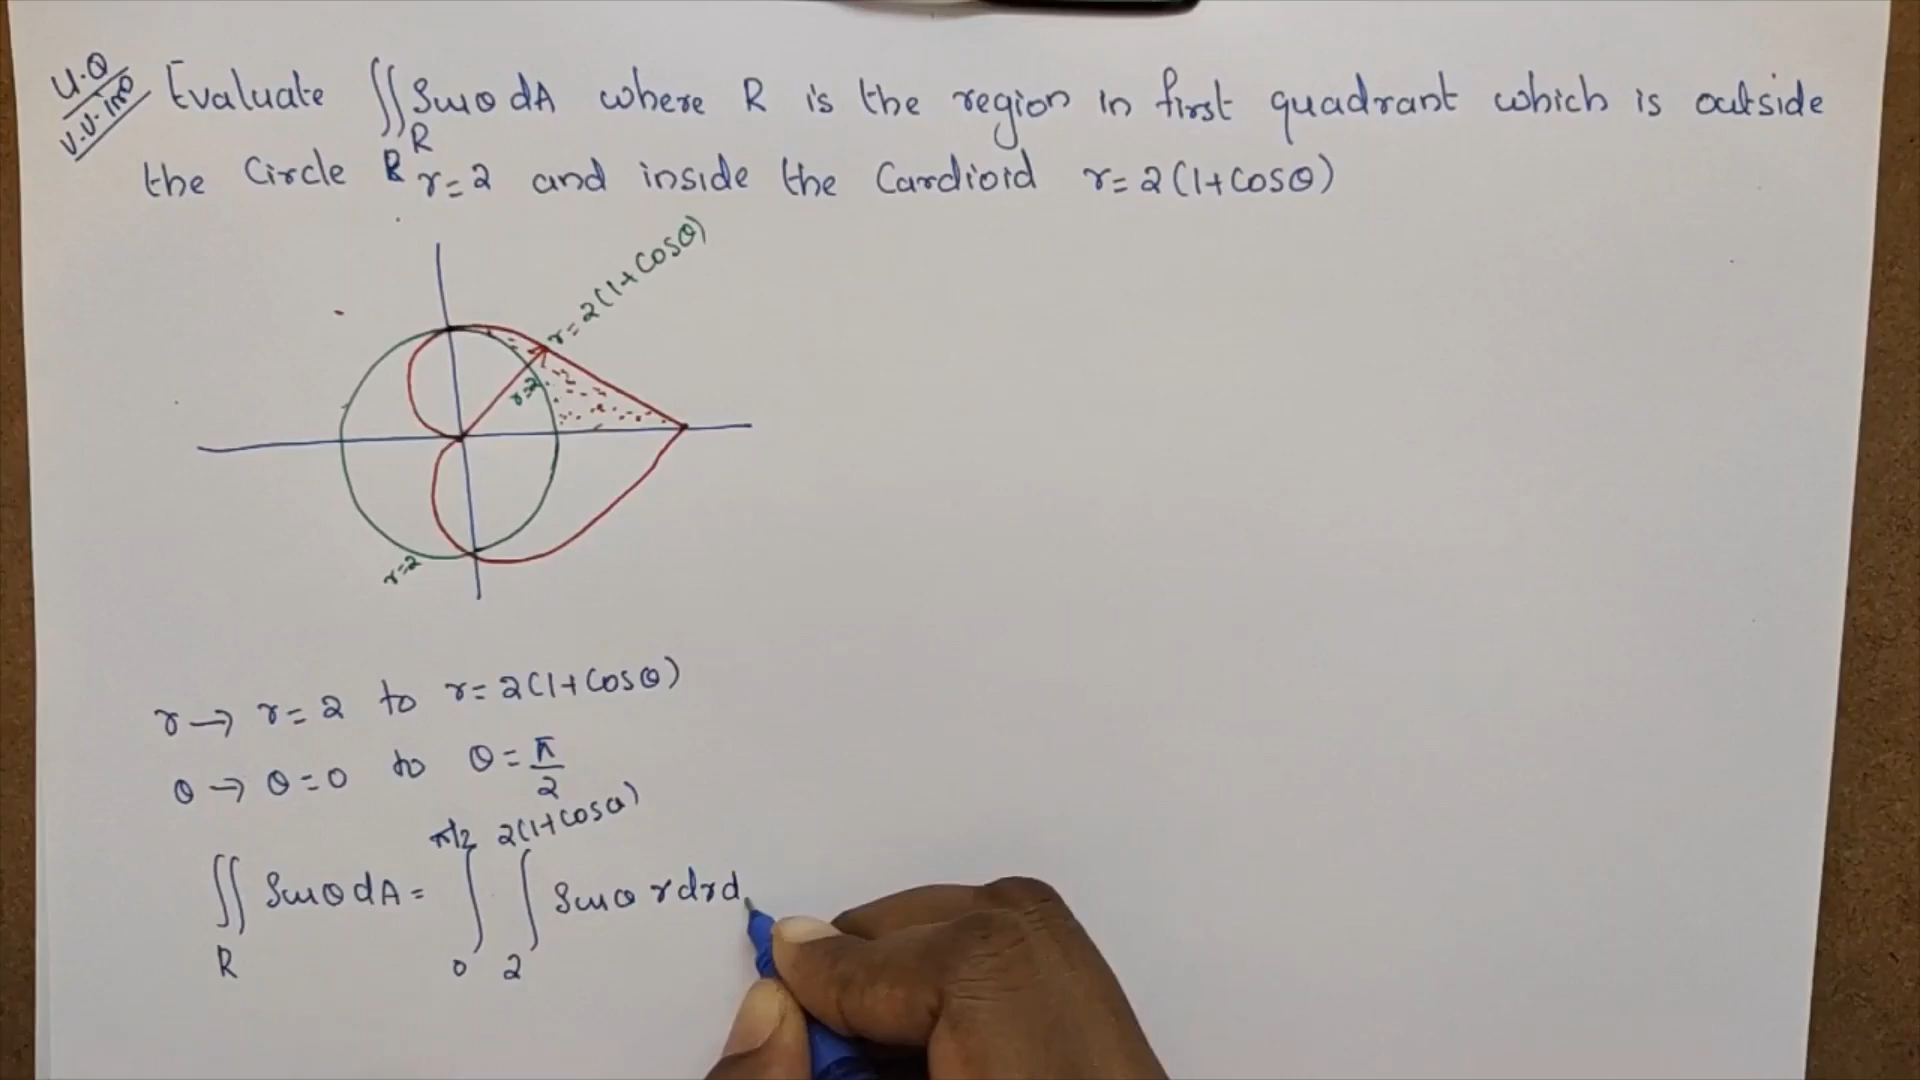 U.Q
V.V.imp
Evaluate ∬_R Sinθ dA where R is the region in first quadrant which is outside
the Circle R r=2 and inside the Cardioid r=2(1+cosθ)
r=2(1+cosθ)
r=2
r=2
r→ r=2 to r=2(1+cosθ)
θ→ θ=0 to θ=π/2
∬_R Sinθ dA = ∫_0^{π/2} ∫_2^{2(1+cosθ)} Sinθ r dr d